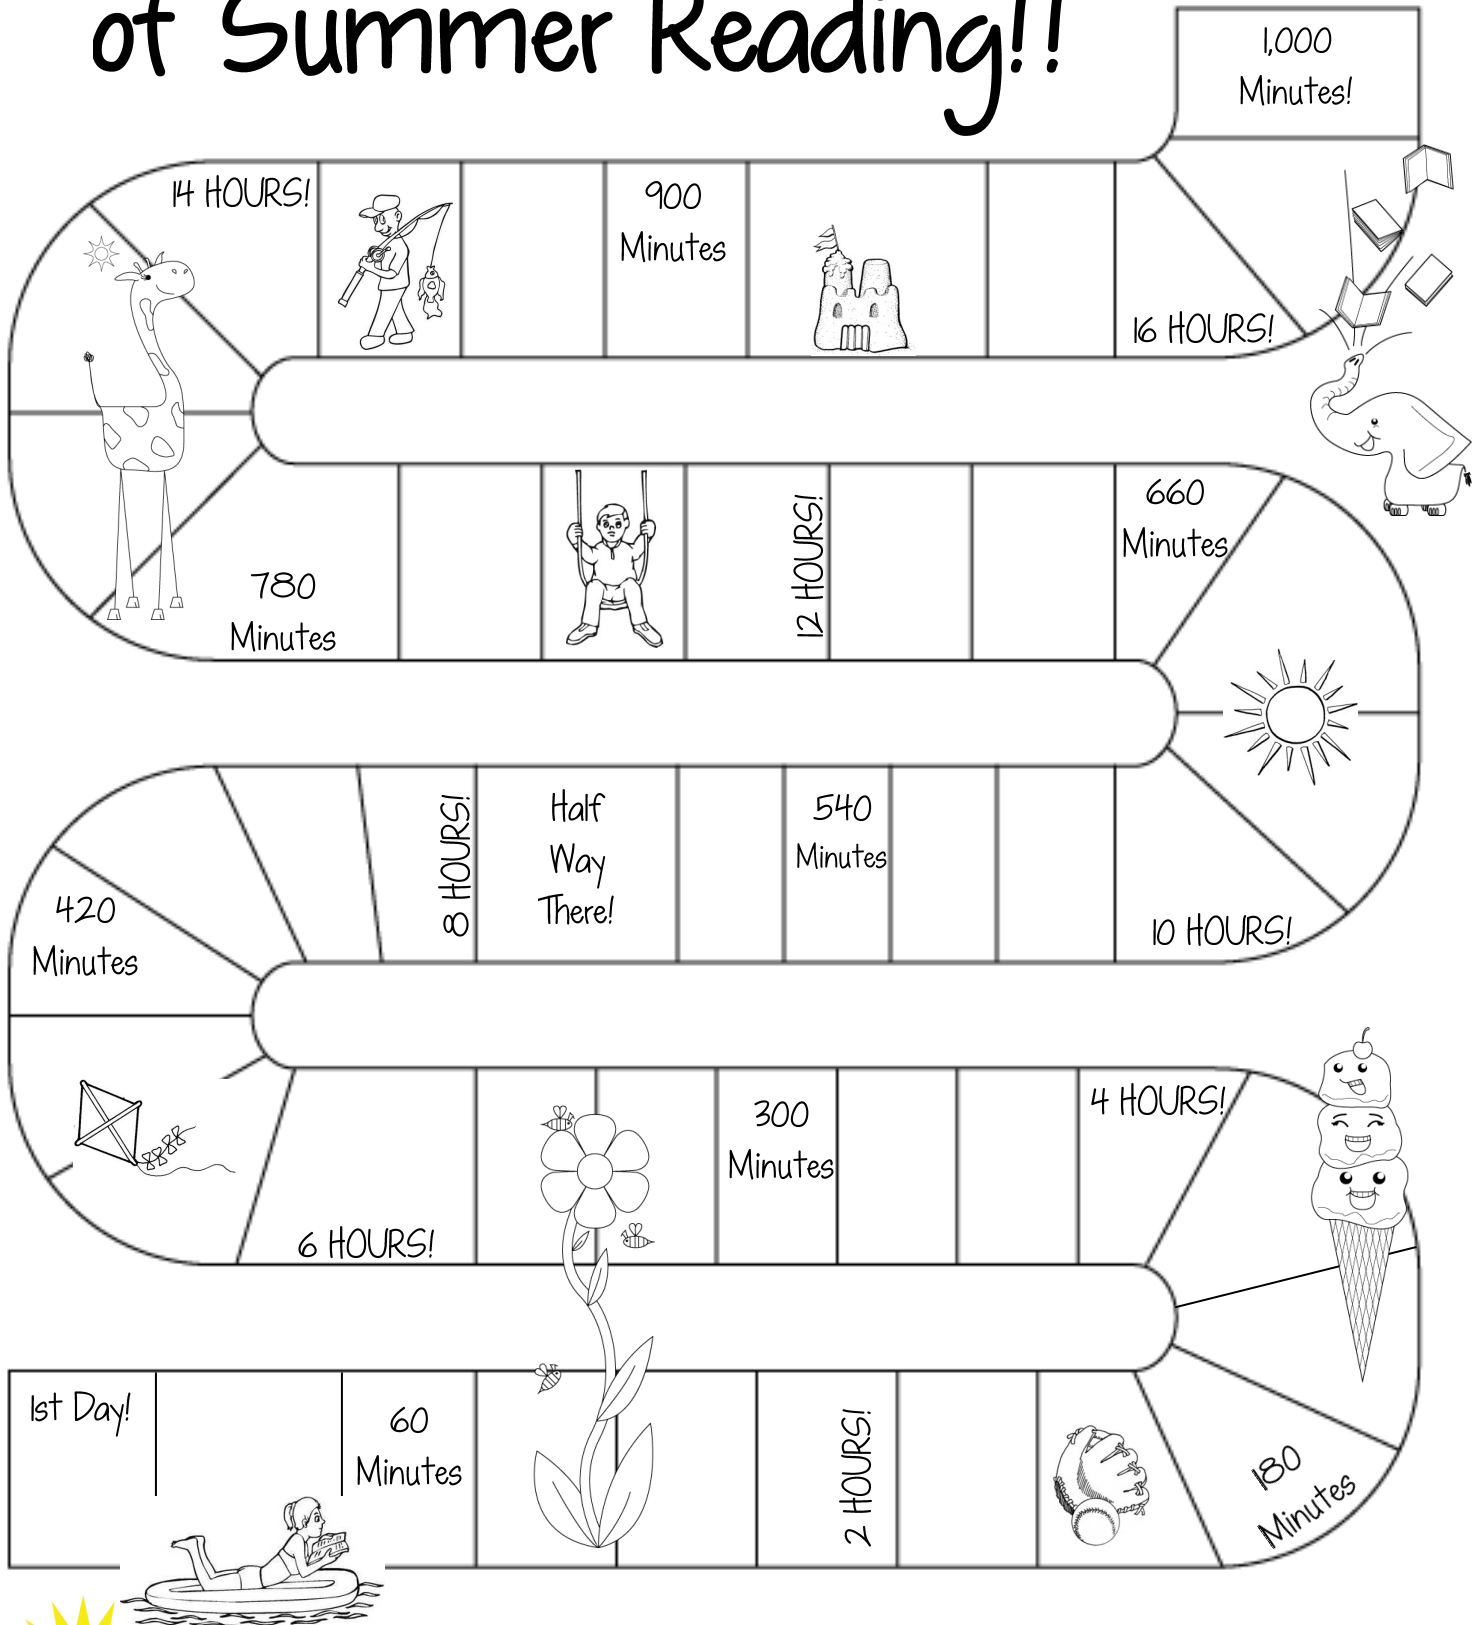 of Summer Reading!!
1,000
Minutes!
14 HOURS!
900
Minutes
16 HOURS!
780
Minutes
12 HOURS!
660
Minutes
8 HOURS!
Half
Way
There!
540
Minutes
10 HOURS!
420
Minutes
6 HOURS!
300
Minutes
4 HOURS!
1st Day!
60
Minutes
2 HOURS!
180
Minutes